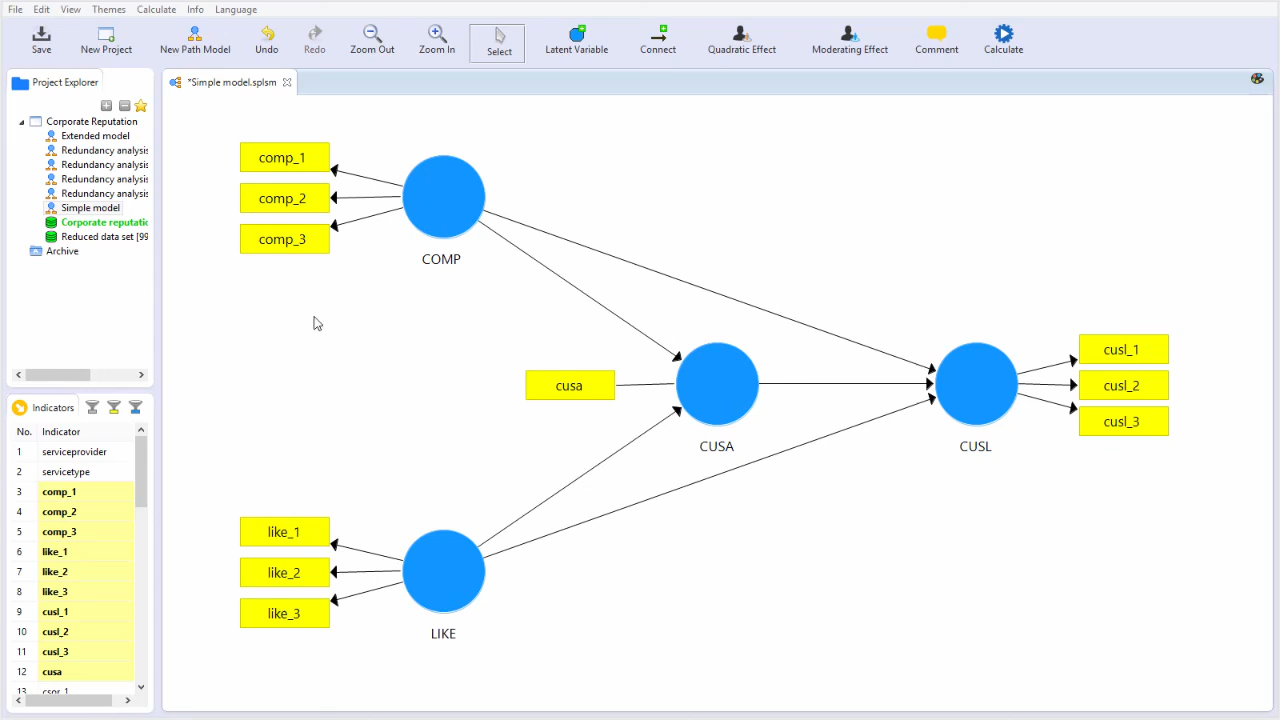 File Edit View Themes Calculate Info Language
Save New Project New Path Model Undo Redo Zoom Out Zoom In Select Latent Variable Connect Quadratic Effect Moderating Effect Comment Calculate
Project Explorer
*Simple model.splsm
Corporate Reputation
Extended model
Redundancy analysis
Redundancy analysis
Redundancy analysis
Redundancy analysis
Simple model
Corporate reputatio
Reduced data set [99
Archive
Indicators
No. Indicator
1 serviceprovider
2 servicetype
3 comp_1
4 comp_2
5 comp_3
6 like_1
7 like_2
8 like_3
9 cusl_1
10 cusl_2
11 cusl_3
12 cusa
13 csor_1
comp_1
comp_2
comp_3
COMP
cusa
CUSA
cusl_1
cusl_2
cusl_3
CUSL
like_1
like_2
like_3
LIKE